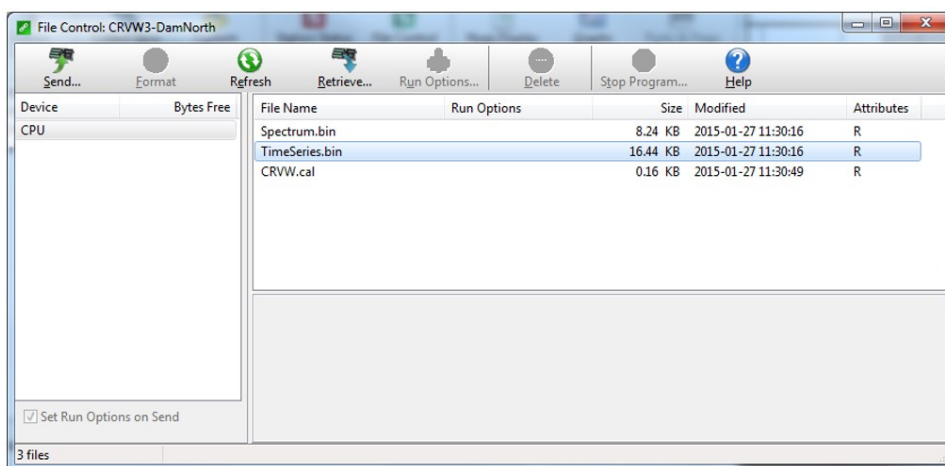 File Control: CRVW3-DamNorth
Send... Format Refresh Retrieve... Run Options... Delete Stop Program... Help
Device Bytes Free File Name Run Options Size Modified Attributes
CPU
Spectrum.bin 8.24 KB 2015-01-27 11:30:16 R
TimeSeries.bin 16.44 KB 2015-01-27 11:30:16 R
CRVW.cal 0.16 KB 2015-01-27 11:30:49 R
Set Run Options on Send
3 files